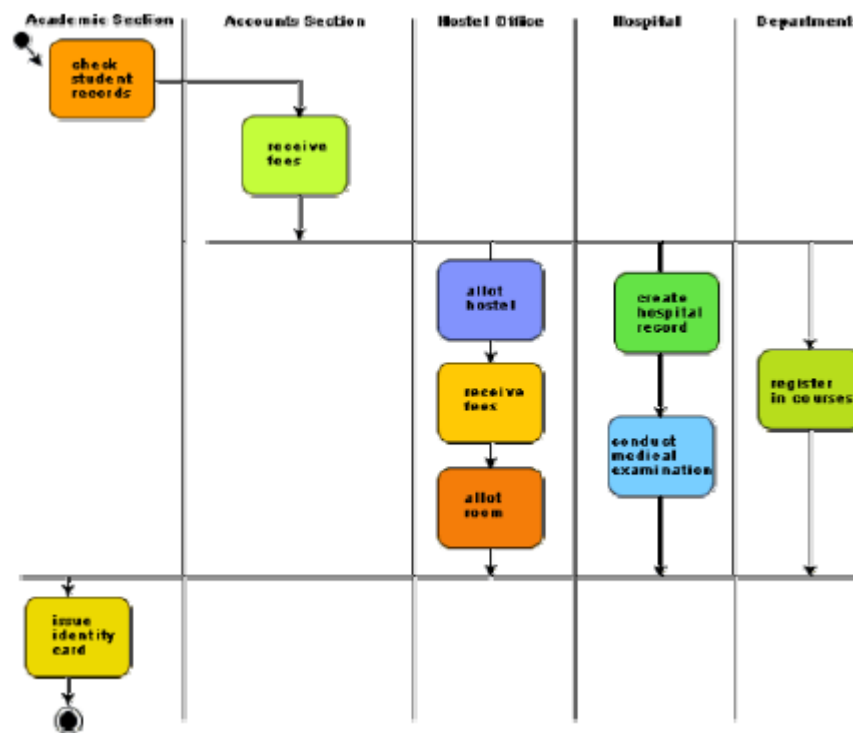 Academic Section Accounts Section Hostel Office Hospital Department
check
student
records
receive
fees
allot
hostel
create
hospital
record
receive
fees
register
in courses
conduct
medical
examination
allot
room
issue
identity
card